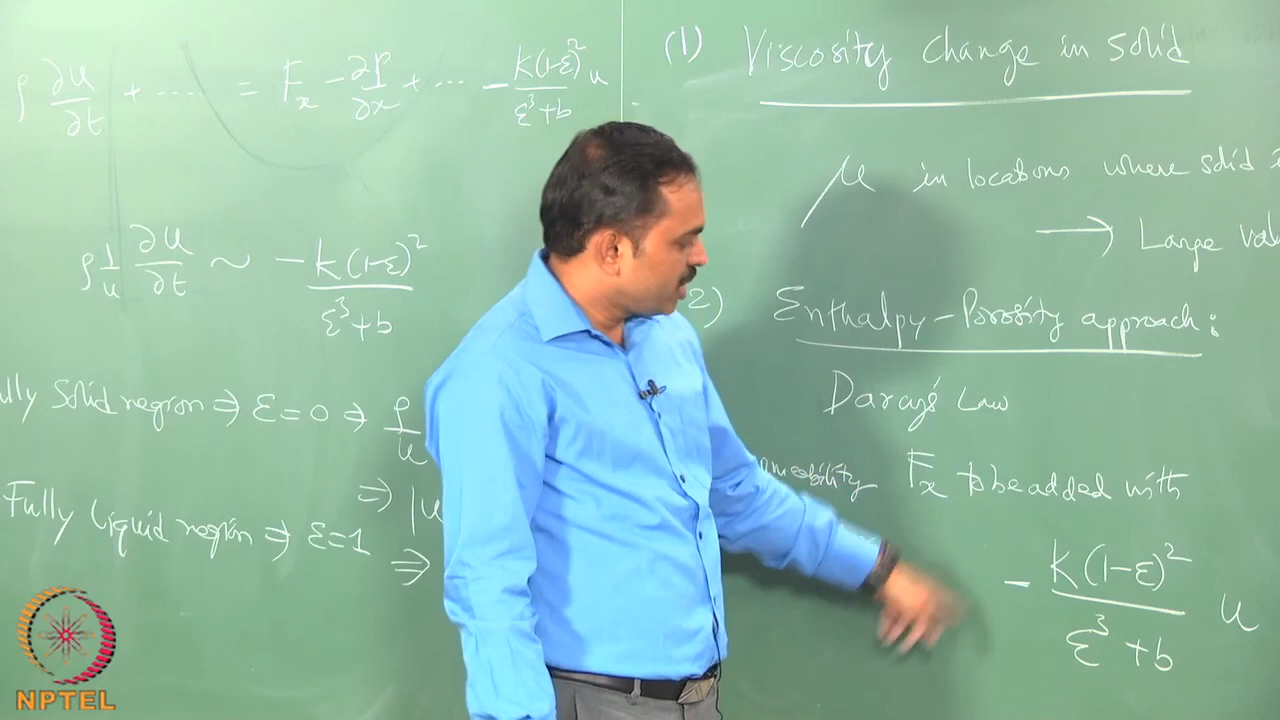 ρ ∂u/∂t + .... = Fx - ∂P/∂x + ... - K(1-ε)²/ε³+b u
ρ 1/u ∂u/∂t ~ - K(1-ε)²/ε³+b
Solid region ⇒ ε=0 ⇒ ρ/u
⇒ |u
Fully Liquid region ⇒ ε=1 ⇒
(1) Viscosity change in solid
μ in locations where solid
→ Large
2) Enthalpy-Porosity approach:
Darcy's Law
Fx to be added with
- K(1-ε)²/ε³+b u
NPTEL